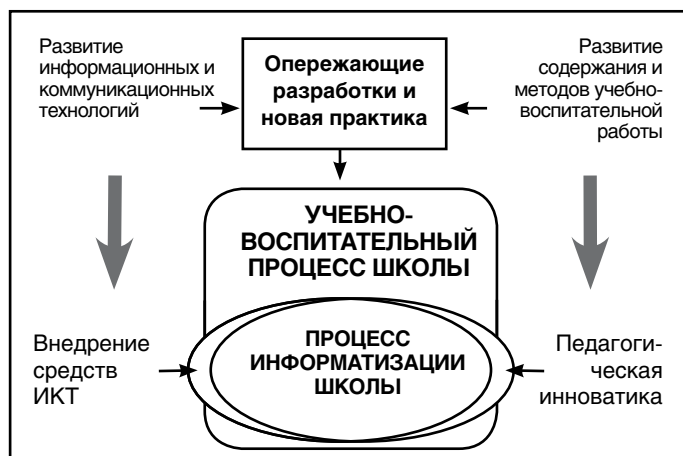 Развитие
информационных и
коммуникационных
технологий
Опережающие
разработки и
новая практика
Развитие
содержания и
методов учебно-
воспитательной
работы
УЧЕБНО-
ВОСПИТАТЕЛЬНЫЙ
ПРОЦЕСС ШКОЛЫ
Внедрение
средств
ИКТ
ПРОЦЕСС
ИНФОРМАТИЗАЦИИ
ШКОЛЫ
Педагоги-
ческая
инноватика